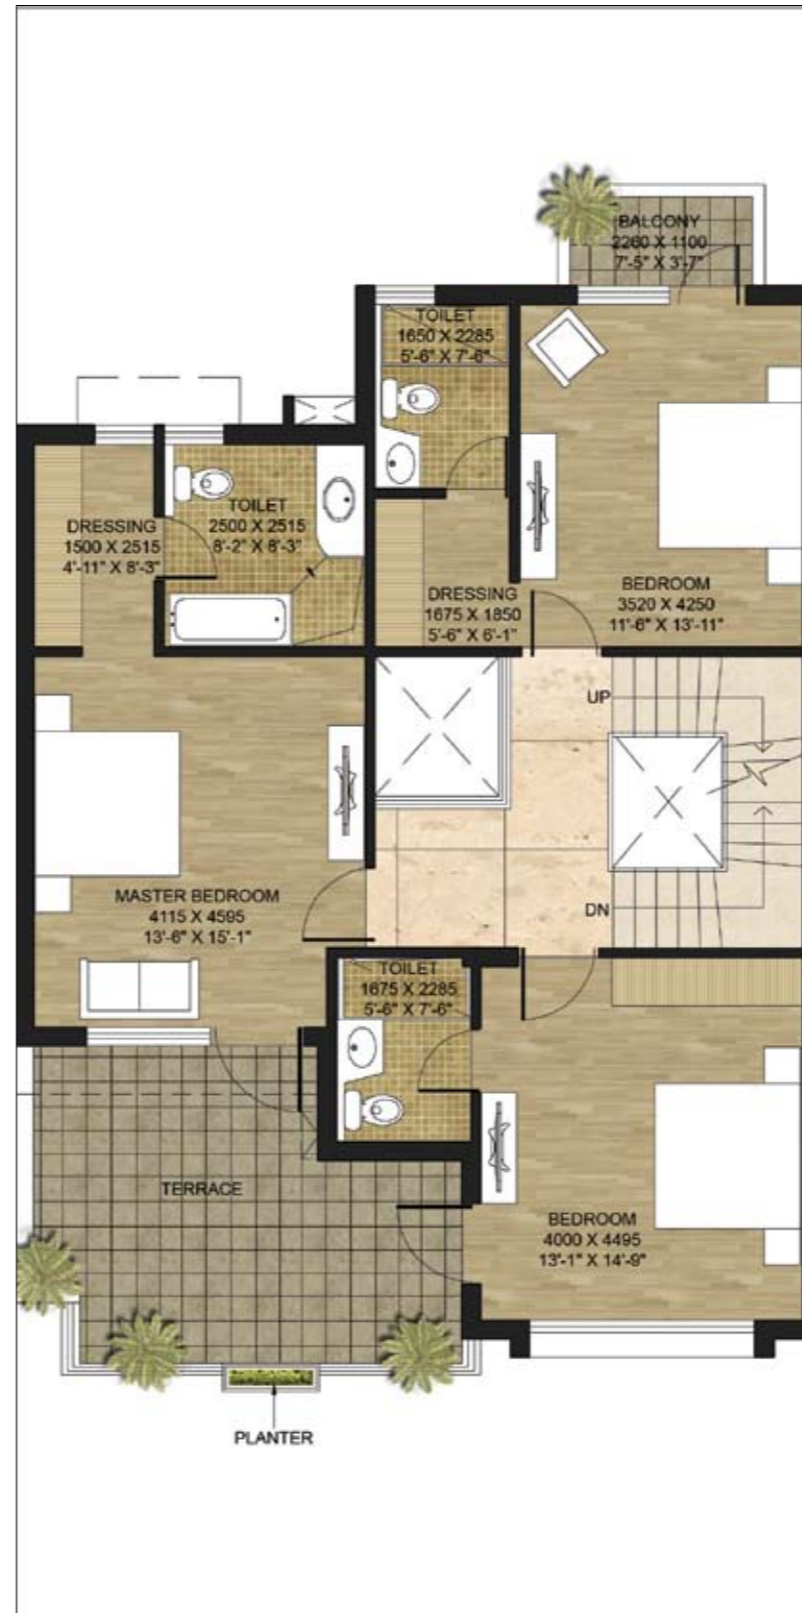 BALCONY
2260 X 1100
7'-5" X 3'-7"
TOILET
1650 X 2285
5'-6" X 7'-6"
TOILET
2500 X 2515
8'-2" X 8'-3"
DRESSING
1500 X 2515
4'-11" X 8'-3"
DRESSING
1675 X 1850
5'-6" X 6'-1"
BEDROOM
3520 X 4250
11'-6" X 13'-11"
UP
MASTER BEDROOM
4115 X 4595
13'-6" X 15'-1"
DN
TOILET
1675 X 2285
5'-6" X 7'-6"
TERRACE
BEDROOM
4000 X 4495
13'-1" X 14'-9"
PLANTER